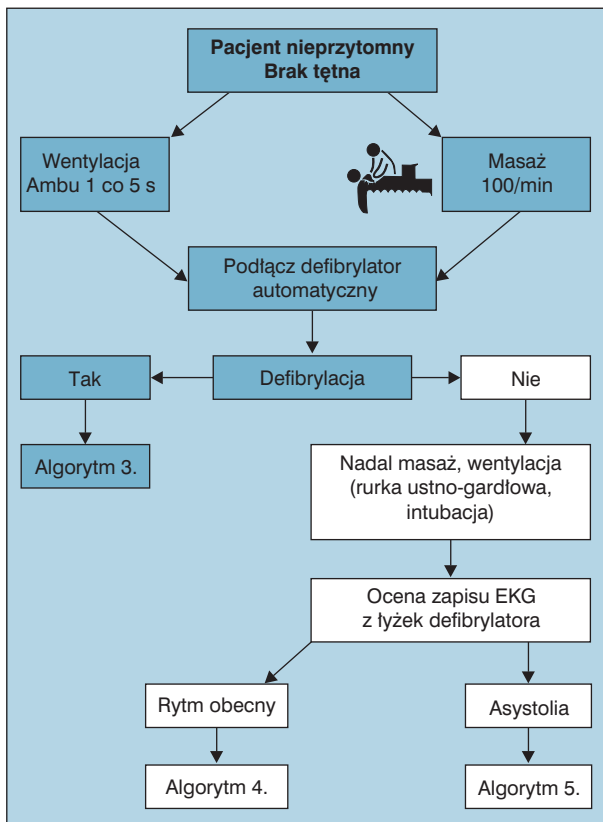 Pacjent nieprzytomny
Brak tętna
Wentylacja
Ambu 1 co 5 s
Masaż
100/min
Podłącz defibrylator
automatyczny
Tak
Defibrylacja
Nie
Algorytm 3.
Nadal masaż, wentylacja
(rurka ustno-gardłowa,
intubacja)
Ocena zapisu EKG
z łyżek defibrylatora
Rytm obecny
Asystolia
Algorytm 4.
Algorytm 5.